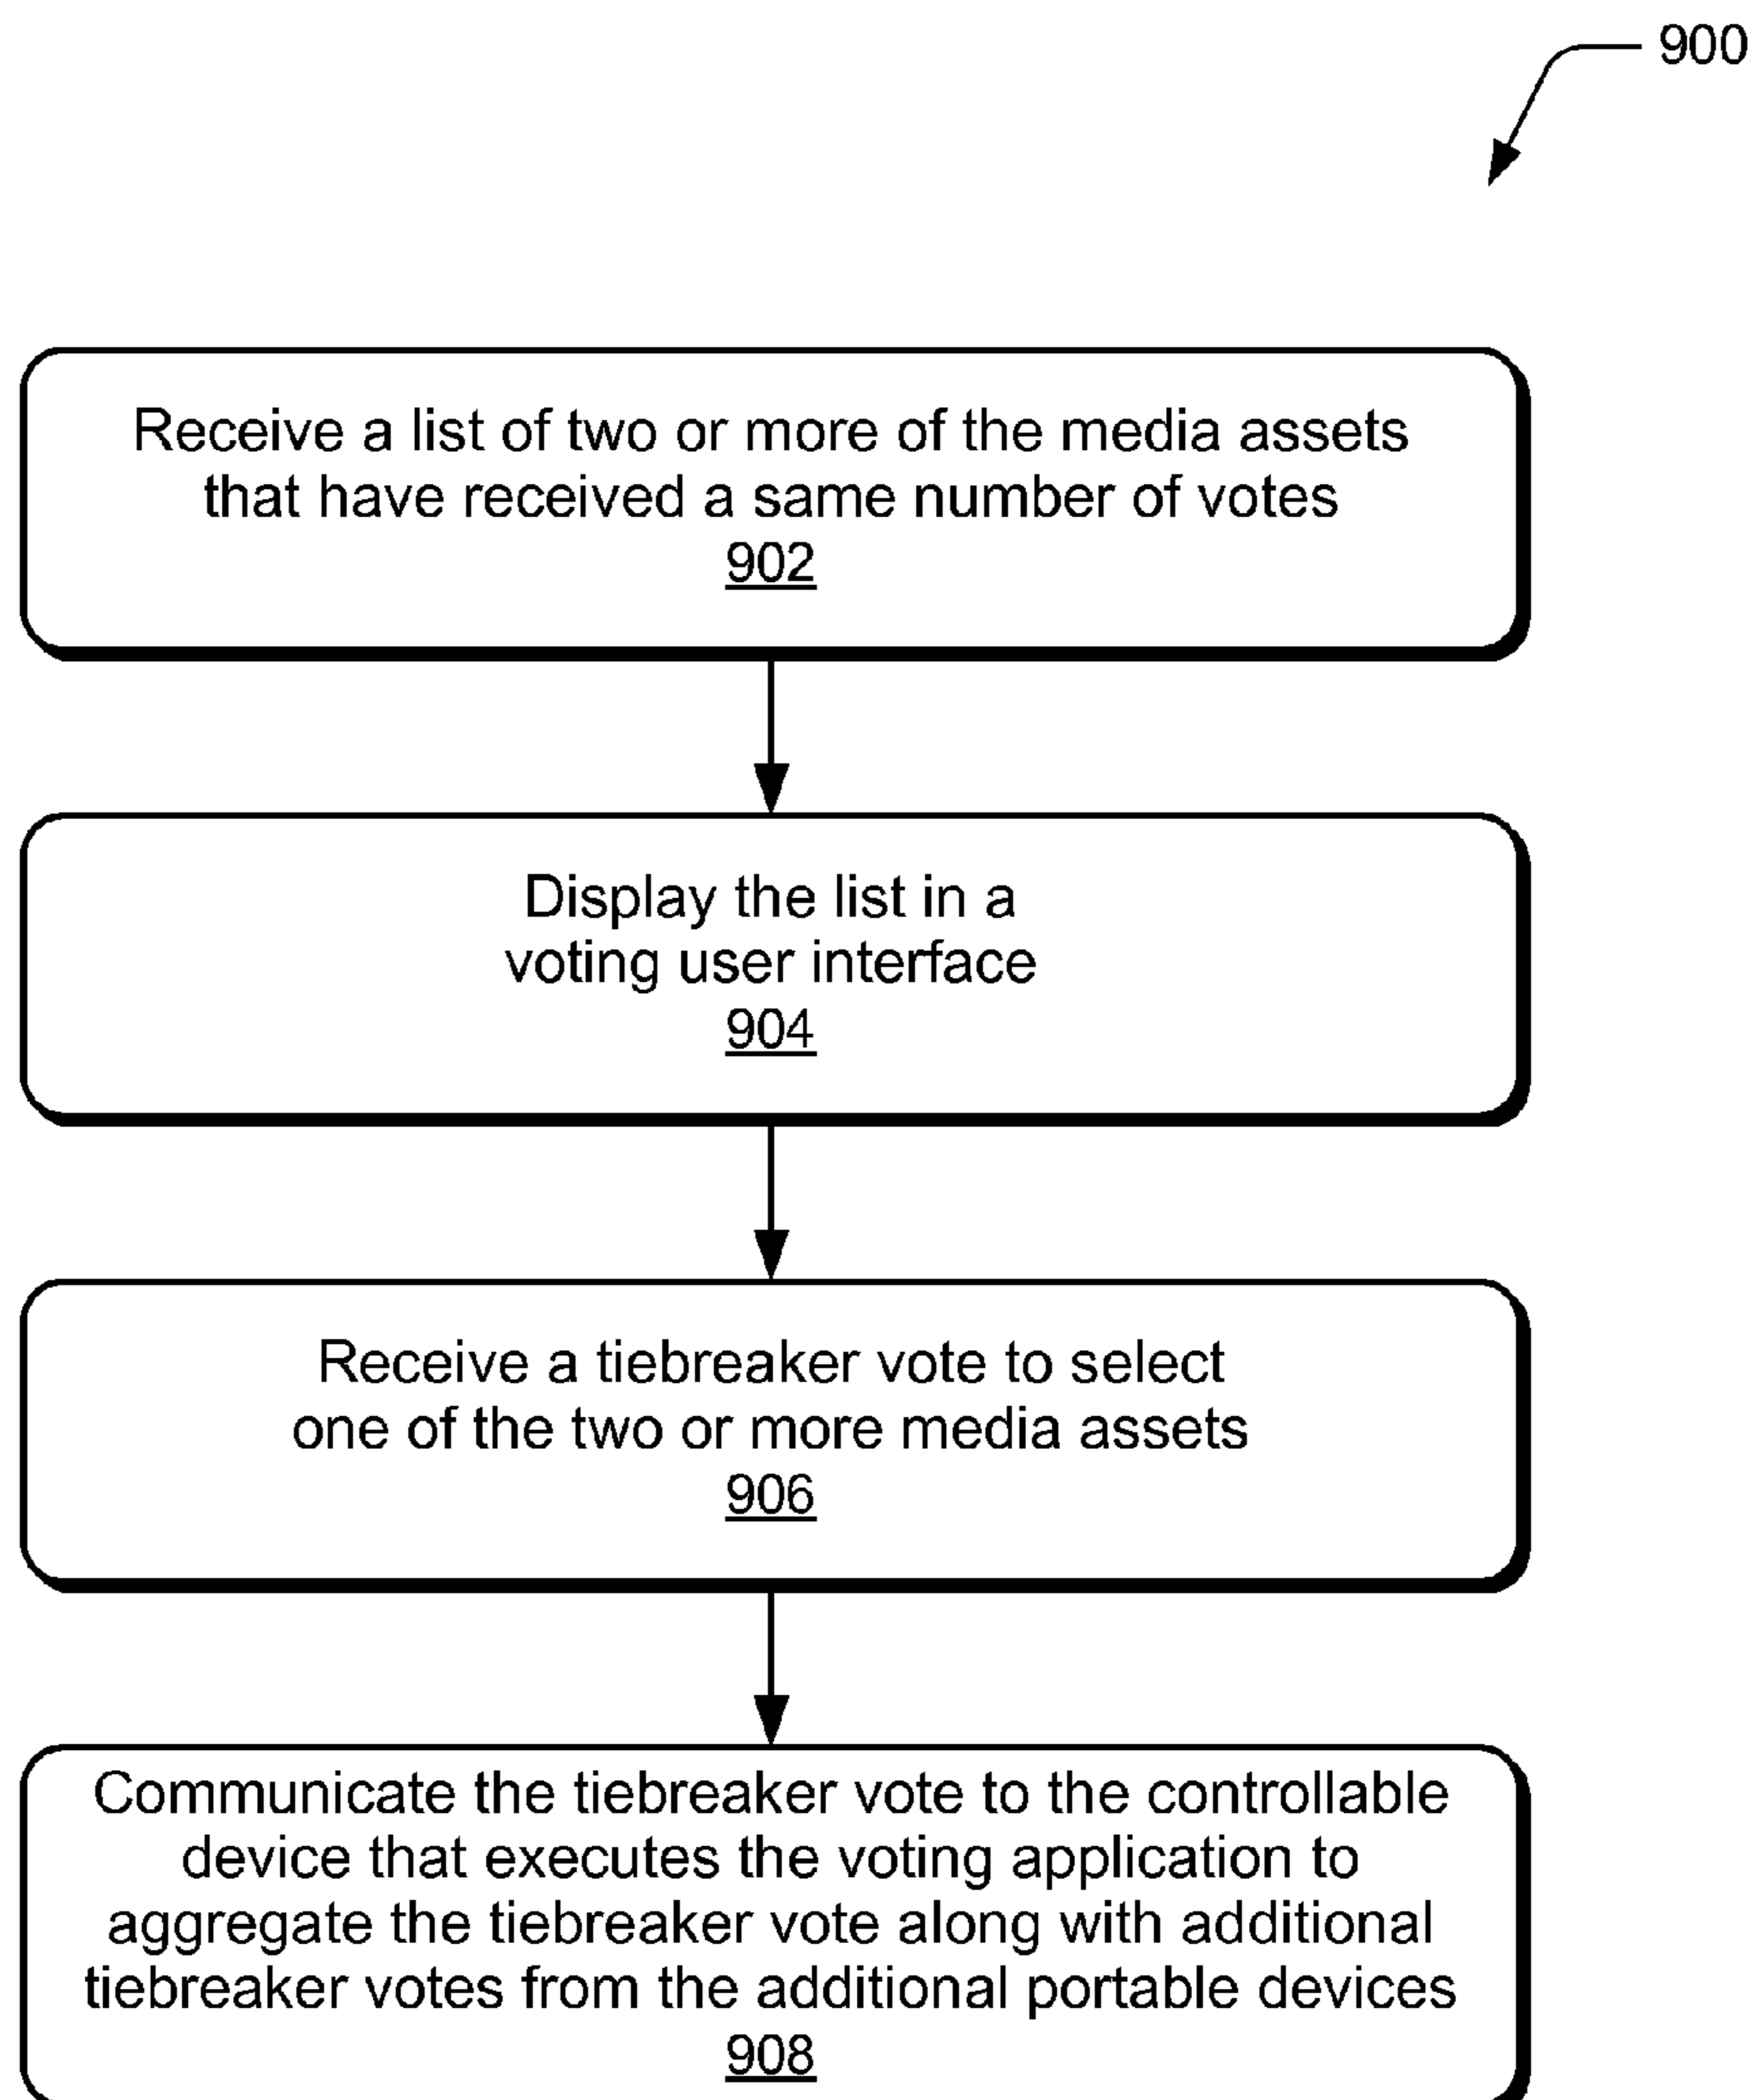 900
Receive a list of two or more of the media assets
that have received a same number of votes
902
Display the list in a
voting user interface
904
Receive a tiebreaker vote to select
one of the two or more media assets
906
Communicate the tiebreaker vote to the controllable
device that executes the voting application to
aggregate the tiebreaker vote along with additional
tiebreaker votes from the additional portable devices
908